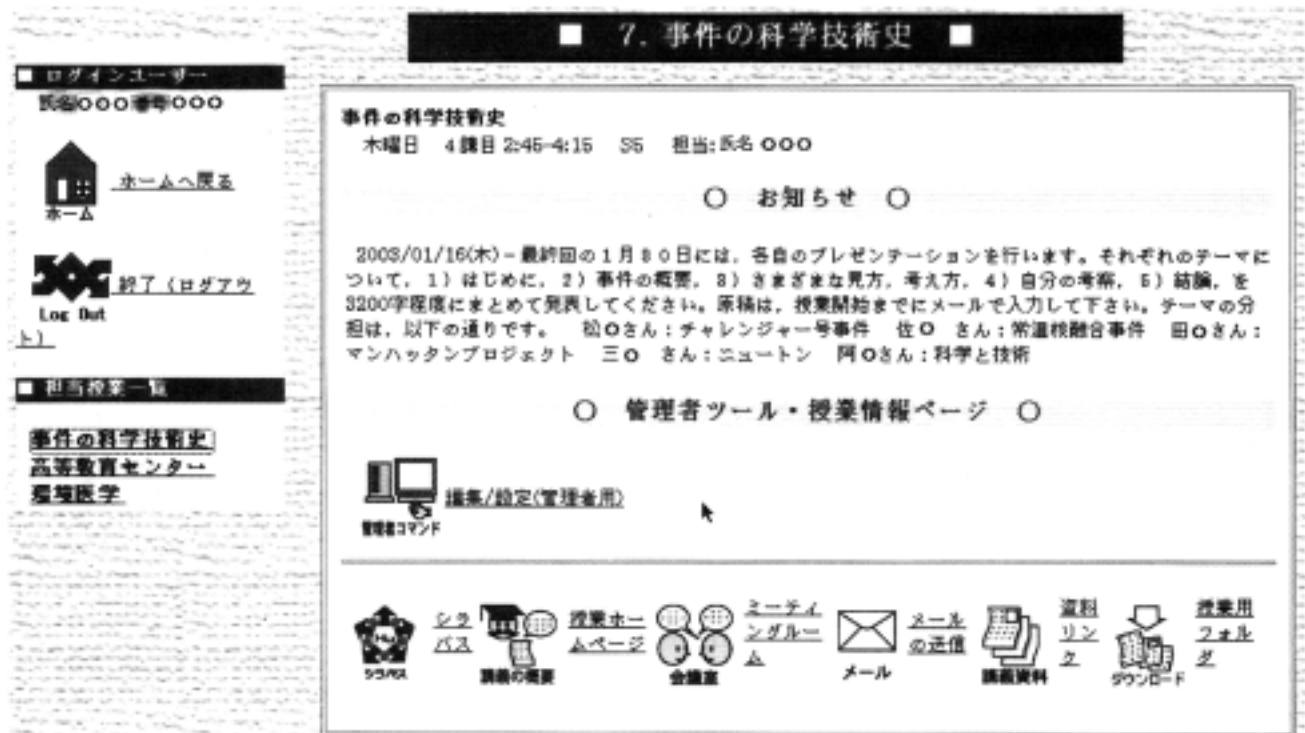 ■ 7. 事件の科学技術史 ■
■ ログインユーザー
氏名○○○ 番号○○○
ホームへ戻る
ホーム
終了(ログアウ
ト)
Log Out
■ 担当授業一覧
事件の科学技術史
高等教育センター
環境医学
事件の科学技術史
木曜日 4講目 2:45-4:15 S5 担当:氏名 ○○○
○ お知らせ ○
2003/01/16(木)-最終回の1月30日には,各自のプレゼンテーションを行います。それぞれのテーマに
ついて,1)はじめに,2)事件の概要,3)さまざまな見方,考え方,4)自分の考察,5)結論,を
3200字程度にまとめて発表してください。原稿は,授業開始までにメールで入力して下さい。テーマの分
担は,以下の通りです。 松○さん:チャレンジャー号事件 佐○ さん:常温核融合事件 田○さん:
マンハッタンプロジェクト 三○ さん:ニュートン 阿○さん:科学と技術
○ 管理者ツール・授業情報ページ ○
編集/設定(管理者用)
管理者コマンド
シラ
バス
シラバス
授業ホー
ムページ
講義の概要
ミーティ
ングルー
ム
会議室
メール
の送信
メール
資料
リン
ク
講義資料
授業用
フォル
ダ
ダウンロード